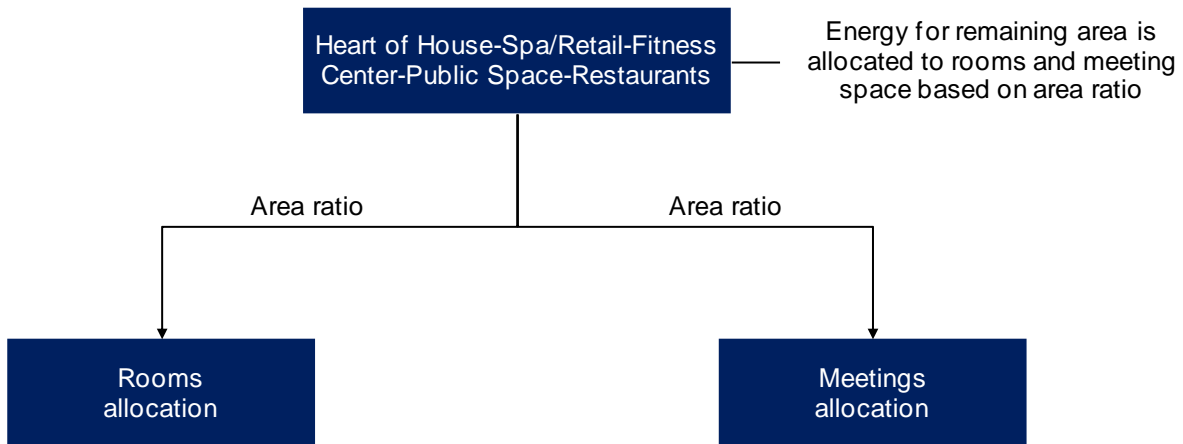 Heart of House-Spa/Retail-Fitness
Center-Public Space-Restaurants
Energy for remaining area is
allocated to rooms and meeting
space based on area ratio
Area ratio
Area ratio
Rooms
allocation
Meetings
allocation